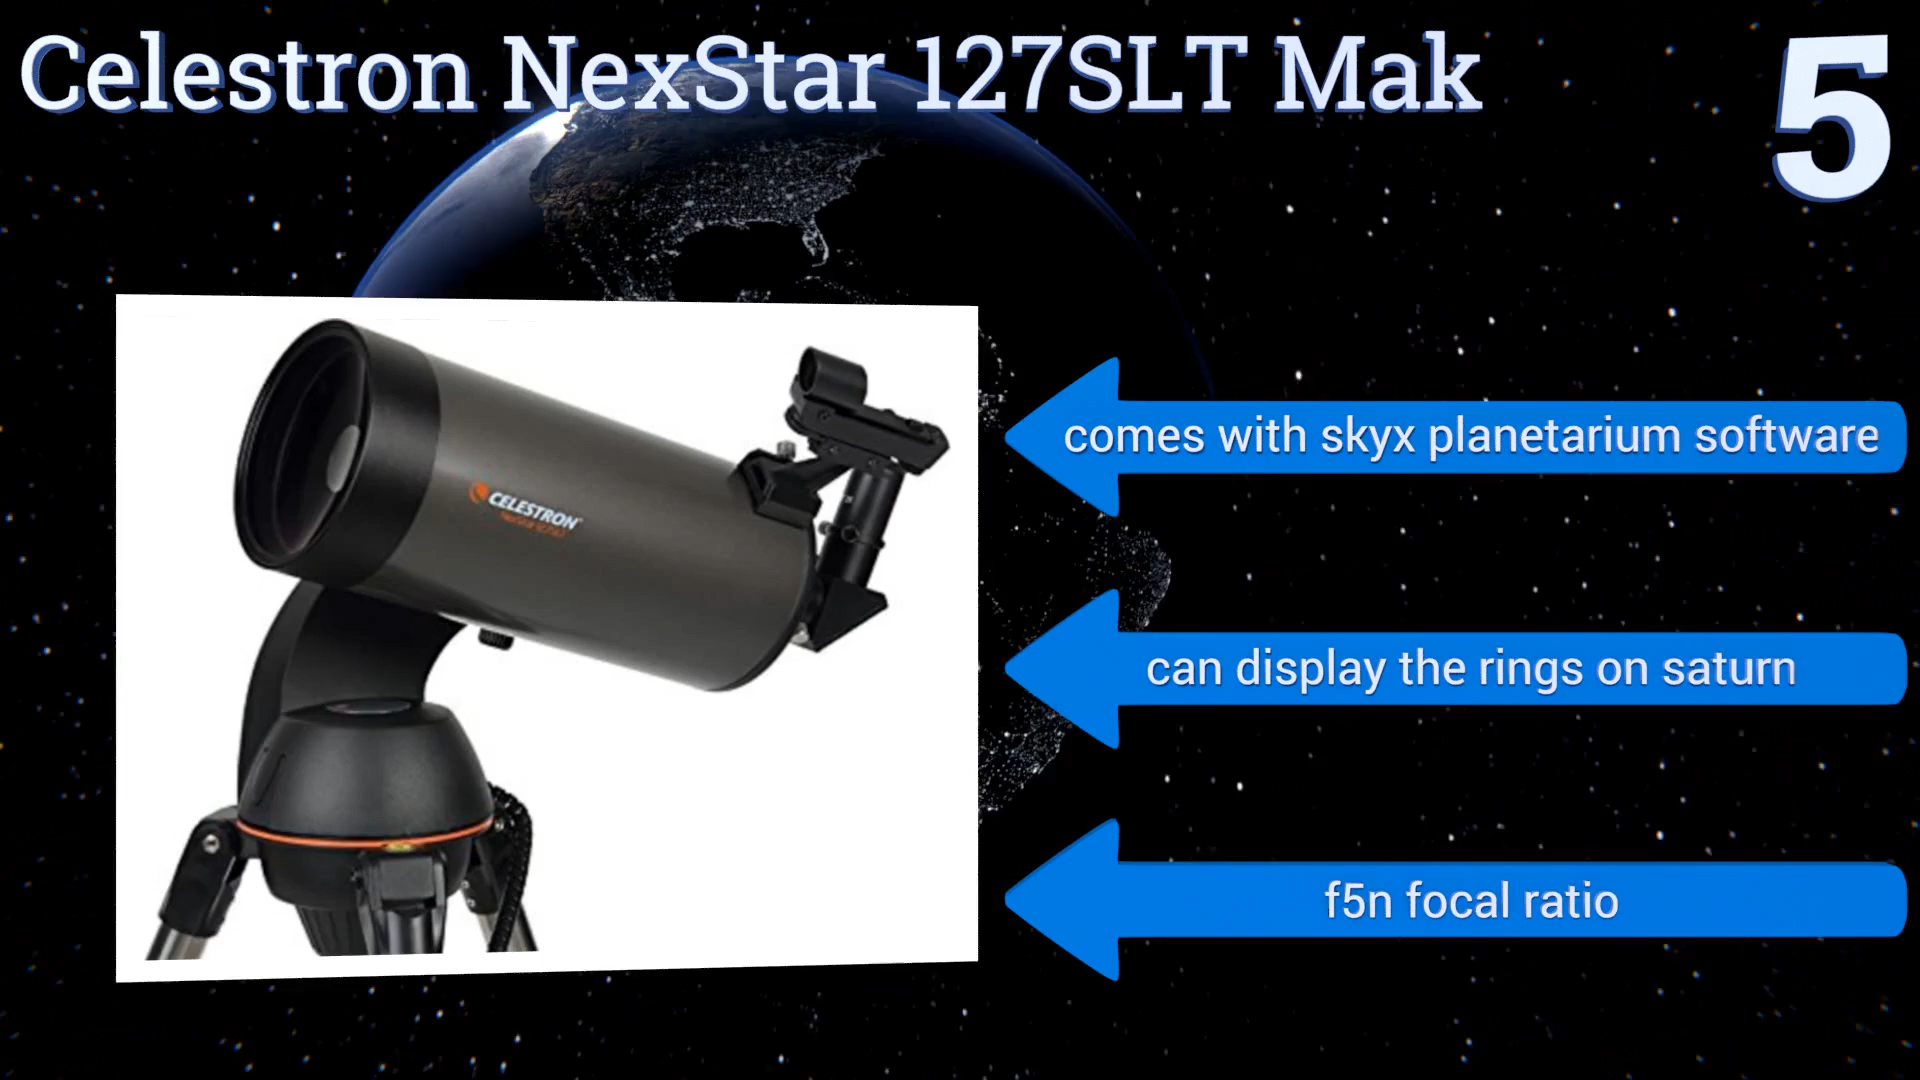 Celestron NexStar 127SLT Mak
5
comes with skyx planetarium software
CELESTRON
can display the rings on saturn
f5n focal ratio